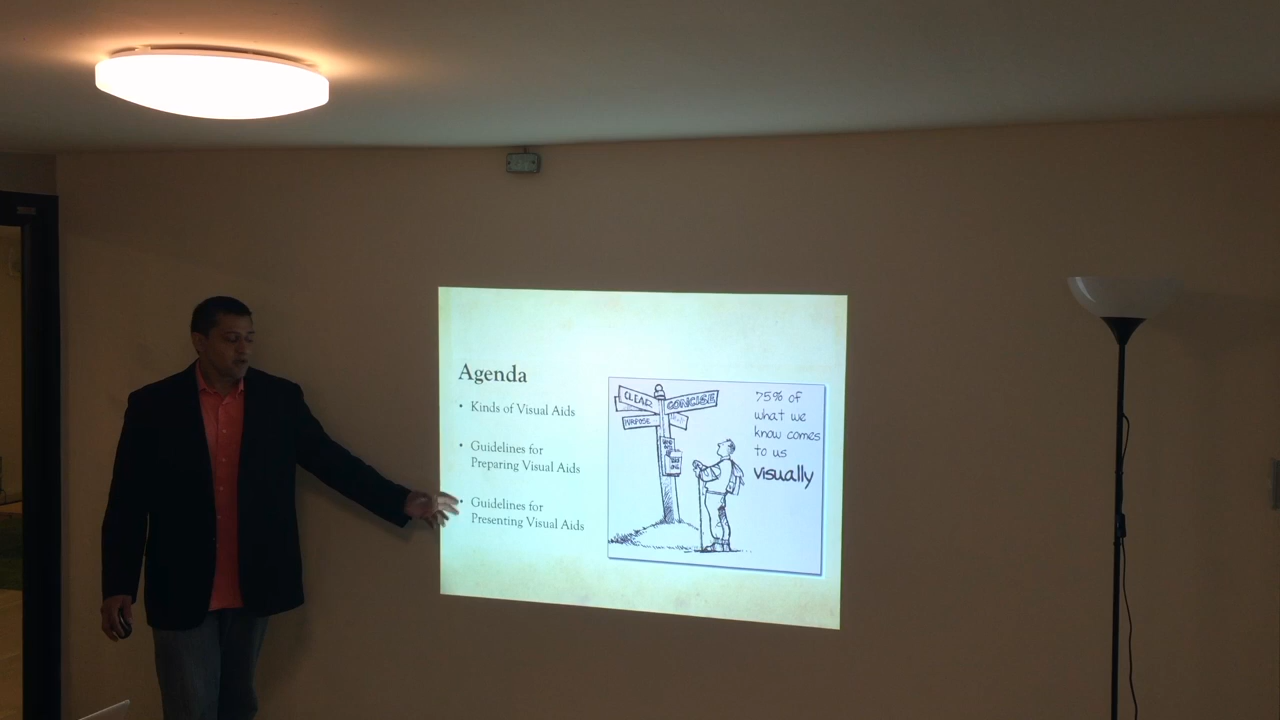 Agenda
• Kinds of Visual Aids
• Guidelines for
Preparing Visual Aids
• Guidelines for
Presenting Visual Aids
CLEAR
CONCISE
PURPOSE
75% of
what we
know comes
to us
visually